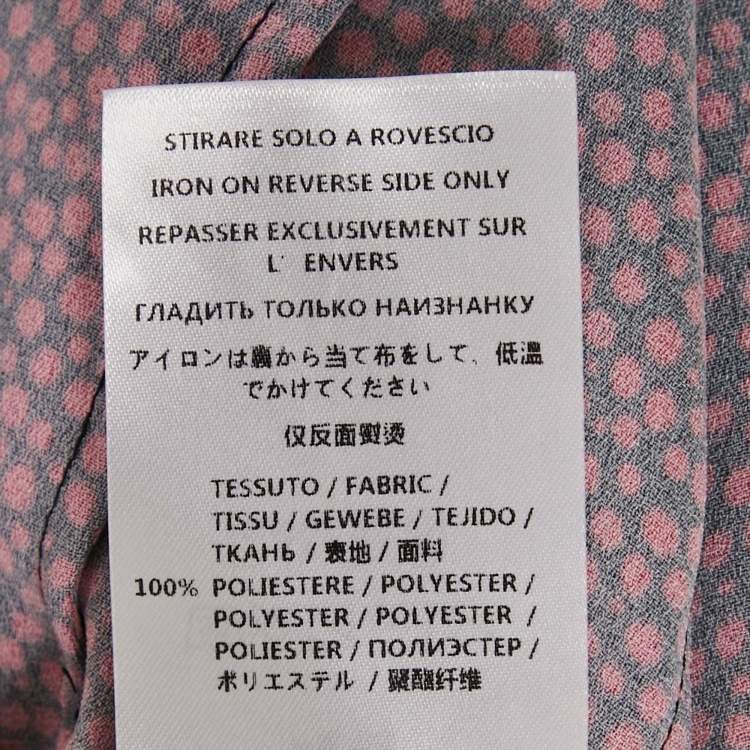 STIRARE SOLO A ROVESCIO
IRON ON REVERSE SIDE ONLY
REPASSER EXCLUSIVEMENT SUR
L' ENVERS
ГЛАДИТЬ ТОЛЬКО НАИЗНАНКУ
アイロンは裏から当て布をして、低温
でかけてください
仅反面熨烫
TESSUTO / FABRIC /
TISSU / GEWEBE / TEJIDO /
ТКАНЬ / 表地 / 面料
100% POLIESTERE / POLYESTER /
POLYESTER / POLYESTER /
POLIESTER / ПОЛИЭСТЕР /
ポリエステル / 聚酯纤维